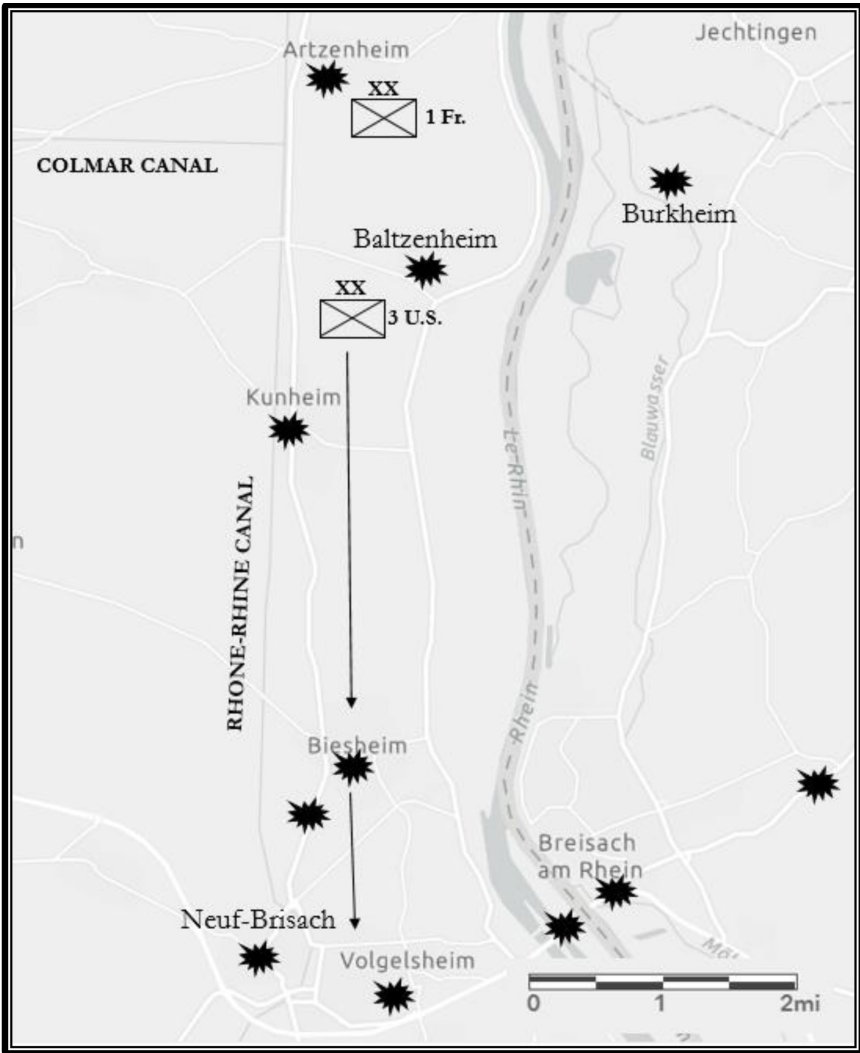 Jechtingen
Artzenheim
XX
1 Fr.
COLMAR CANAL
Burkheim
Baltzenheim
XX
3 U.S.
Kunheim
Blauwasser
Le Rhin
n
RHONE-RHINE CANAL
Rhein
Biesheim
Breisach
am Rhein
Neuf-Brisach
Volgelsheim
0 1 2mi